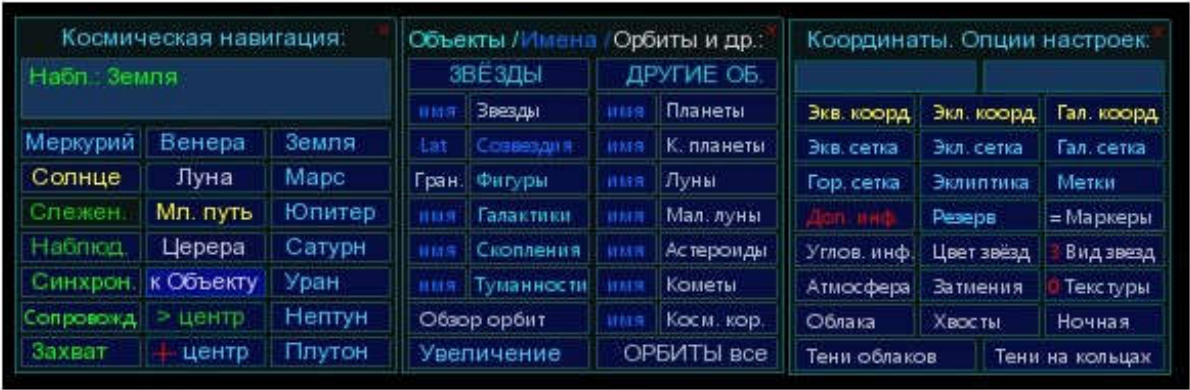 Космическая навигация:
Набл.: Земля
Меркурий Венера Земля
Солнце Луна Марс
Слежен. Мл. путь Юпитер
Наблюд. Церера Сатурн
Синхрон. к Объекту Уран
Сопровожд. > центр Нептун
Захват + центр Плутон
Объекты / Имена / Орбиты и др.:
ЗВЁЗДЫ ДРУГИЕ ОБ.
имя Звезды имя Планеты
Lat Созвездия имя К. планеты
Гран. Фигуры имя Луны
имя Галактики имя Мал. луны
имя Скопления имя Астероиды
имя Туманности имя Кометы
Обзор орбит имя Косм. кор.
Увеличение ОРБИТЫ все
Координаты. Опции настроек:
Экв. коорд. Экл. коорд. Гал. коорд.
Экв. сетка Экл. сетка Гал. сетка
Гор. сетка Эклиптика Метки
Доп. инф. Резерв = Маркеры
Углов. инф. Цвет звёзд 3 Вид звезд
Атмосфера Затмения 0 Текстуры
Облака Хвосты Ночная
Тени облаков Тени на кольцах